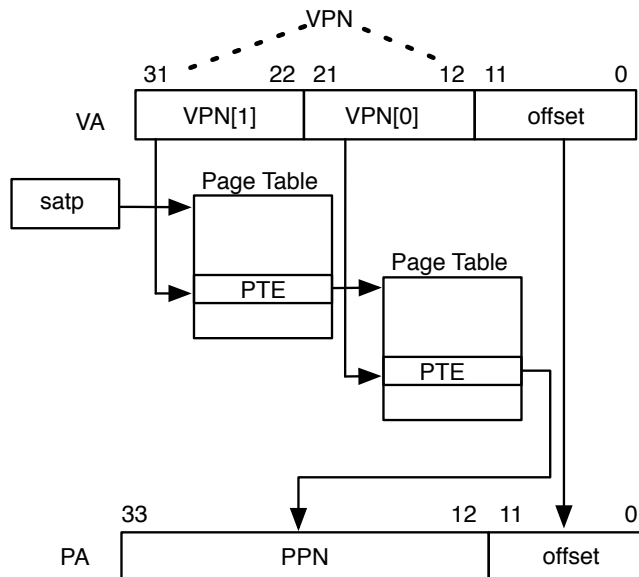 VPN
31 22 21 12 11 0
VA VPN[1] VPN[0] offset
satp
Page Table
Page Table
PTE
PTE
33 12 11 0
PA PPN offset